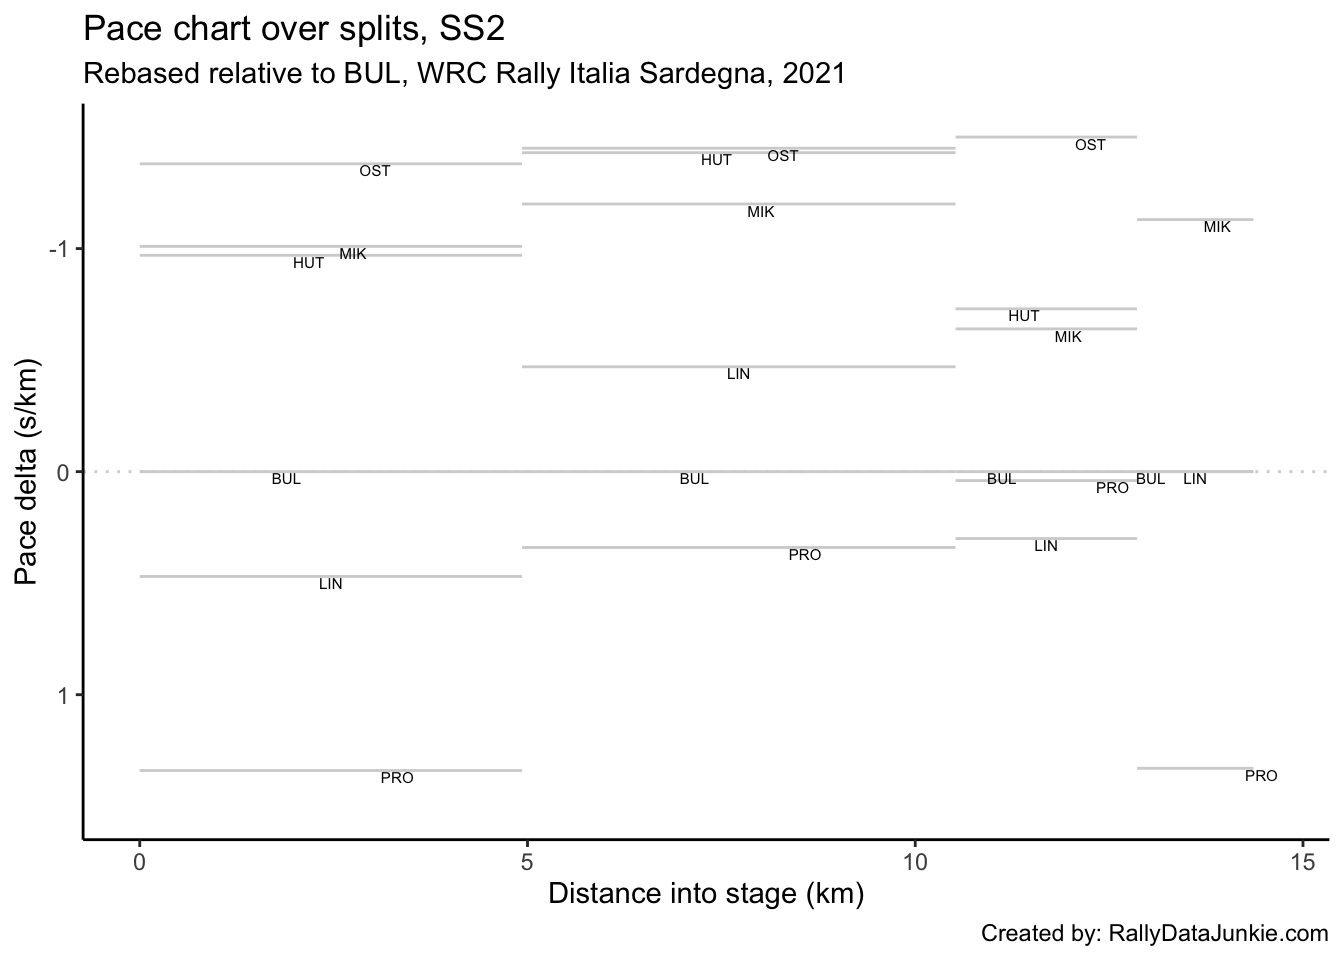 Pace chart over splits, SS2
Rebased relative to BUL, WRC Rally Italia Sardegna, 2021
Pace delta (s/km)
-1
0
1
OST
MIK
HUT
BUL
LIN
PRO
OST
HUT
MIK
LIN
BUL
PRO
OST
HUT
MIK
BUL
PRO
LIN
MIK
BUL LIN
PRO
0 5 10 15
Distance into stage (km)
Created by: RallyDataJunkie.com